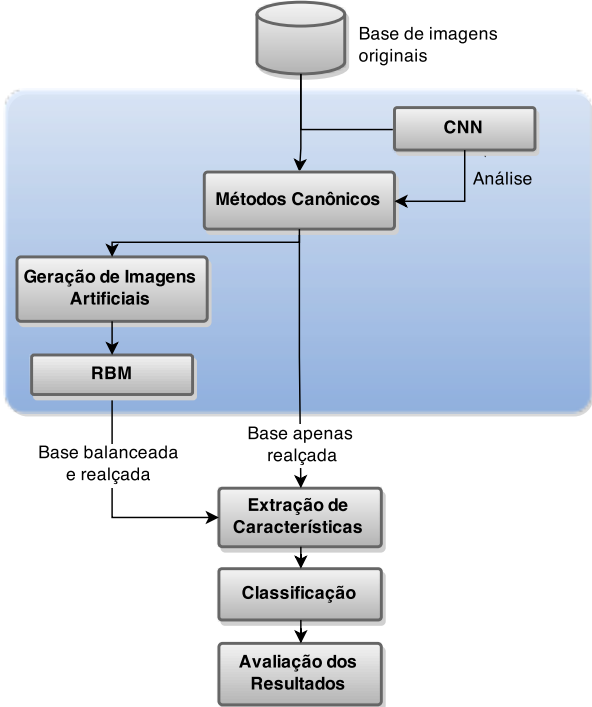 Base de imagens
originais
CNN
Análise
Métodos Canônicos
Geração de Imagens
Artificiais
RBM
Base balanceada
e realçada
Base apenas
realçada
Extração de
Características
Classificação
Avaliação dos
Resultados